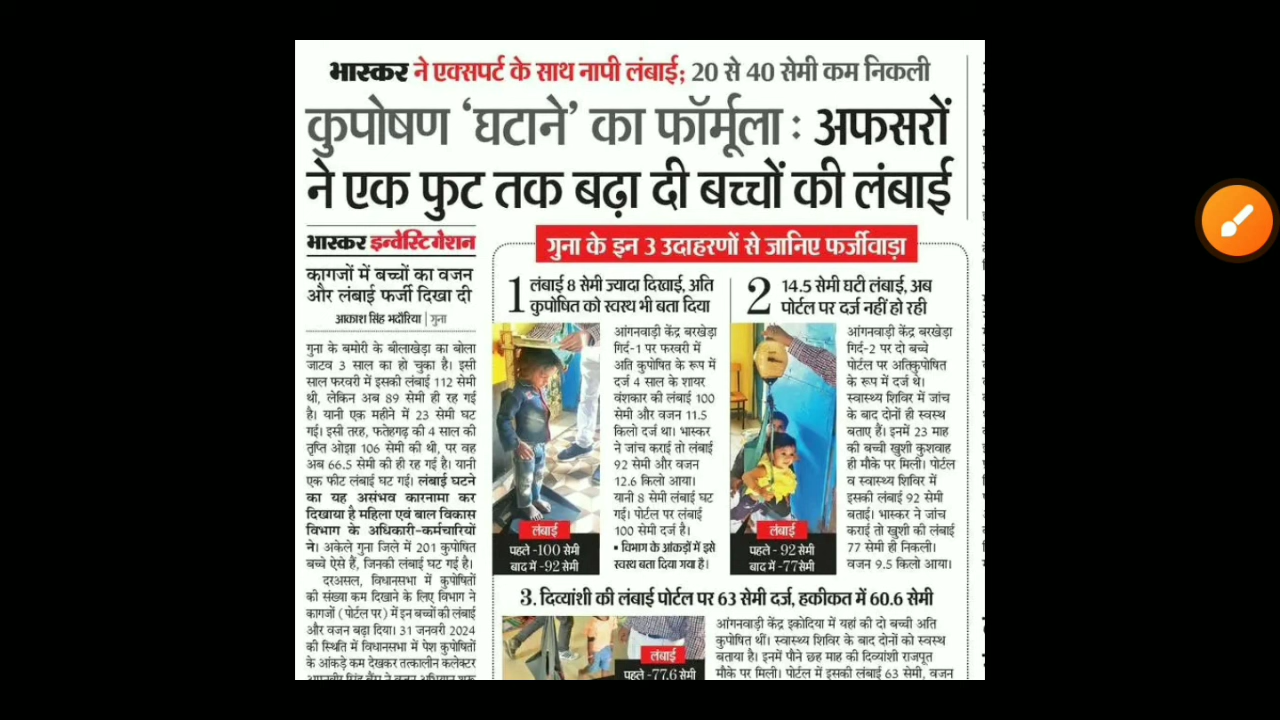 भास्कर ने एक्सपर्ट के साथ नापी लंबाई; 20 से 40 सेमी कम निकली
कुपोषण ‘घटाने’ का फॉर्मूला : अफसरों
ने एक फुट तक बढ़ा दी बच्चों की लंबाई
भास्कर इन्वेस्टिगेशन
कागजों में बच्चों का वजन
और लंबाई फर्जी दिखा दी
आकाश सिंह भदौरिया | गुना
गुना के बमोरी के बीलाखेड़ा का बोला
जाटव 3 साल का हो चुका है। इसी
साल फरवरी में इसकी लंबाई 112 सेमी
थी, लेकिन अब 89 सेमी ही रह गई
है। यानी एक महीने में 23 सेमी घट
गई। इसी तरह, फतेहगढ़ की 4 साल की
तृप्ति ओझा 106 सेमी की थी, पर वह
अब 66.5 सेमी की ही रह गई है। यानी
एक फीट लंबाई घट गई। लंबाई घटने
का यह असंभव कारनामा कर
दिखाया है महिला एवं बाल विकास
विभाग के अधिकारी-कर्मचारियों
ने। अकेले गुना जिले में 201 कुपोषित
बच्चे ऐसे हैं, जिनकी लंबाई घट गई है।
दरअसल, विधानसभा में कुपोषितों
की संख्या कम दिखाने के लिए विभाग ने
कागजों (पोर्टल पर) में इन बच्चों की लंबाई
और वजन बढ़ा दिया। 31 जनवरी 2024
की स्थिति में विधानसभा में पेश कुपोषितों
के आंकड़े कम देखकर तत्कालीन कलेक्टर
गुना के इन 3 उदाहरणों से जानिए फर्जीवाड़ा
1 लंबाई 8 सेमी ज्यादा दिखाई, अति
कुपोषित को स्वस्थ भी बता दिया
आंगनवाड़ी केंद्र बरखेड़ा
गिर्द-1 पर फरवरी में
अति कुपोषित के रूप में
दर्ज 4 साल के शायर
वंशकार की लंबाई 100
सेमी और वजन 11.5
किलो दर्ज था। भास्कर
ने जांच कराई तो लंबाई
92 सेमी और वजन
12.6 किलो आया।
यानी 8 सेमी लंबाई घट
गई। पोर्टल पर लंबाई
100 सेमी दर्ज है।
▪ विभाग के आंकड़ों में इसे
स्वस्थ बता दिया गया है।
लंबाई
पहले -100 सेमी
बाद में -92 सेमी
2 14.5 सेमी घटी लंबाई, अब
पोर्टल पर दर्ज नहीं हो रही
आंगनवाड़ी केंद्र बरखेड़ा
गिर्द-2 पर दो बच्चे
पोर्टल पर अतिकुपोषित
के रूप में दर्ज थे।
स्वास्थ्य शिविर में जांच
के बाद दोनों ही स्वस्थ
बताए हैं। इनमें 23 माह
की बच्ची खुशी कुशवाह
ही मौके पर मिली। पोर्टल
व स्वास्थ्य शिविर में
इसकी लंबाई 92 सेमी
बताई। भास्कर ने जांच
कराई तो खुशी की लंबाई
77 सेमी ही निकली।
वजन 9.5 किलो आया।
लंबाई
पहले - 92 सेमी
बाद में -77सेमी
3. दिव्यांशी की लंबाई पोर्टल पर 63 सेमी दर्ज, हकीकत में 60.6 सेमी
लंबाई
पहले -77.6 सेमी
आंगनवाड़ी केंद्र इकोदिया में यहां की दो बच्ची अति
कुपोषित थीं। स्वास्थ्य शिविर के बाद दोनों को स्वस्थ
बताया है। इनमें पौने छह माह की दिव्यांशी राजपूत
मौके पर मिली। पोर्टल में इसकी लंबाई 63 सेमी, वजन